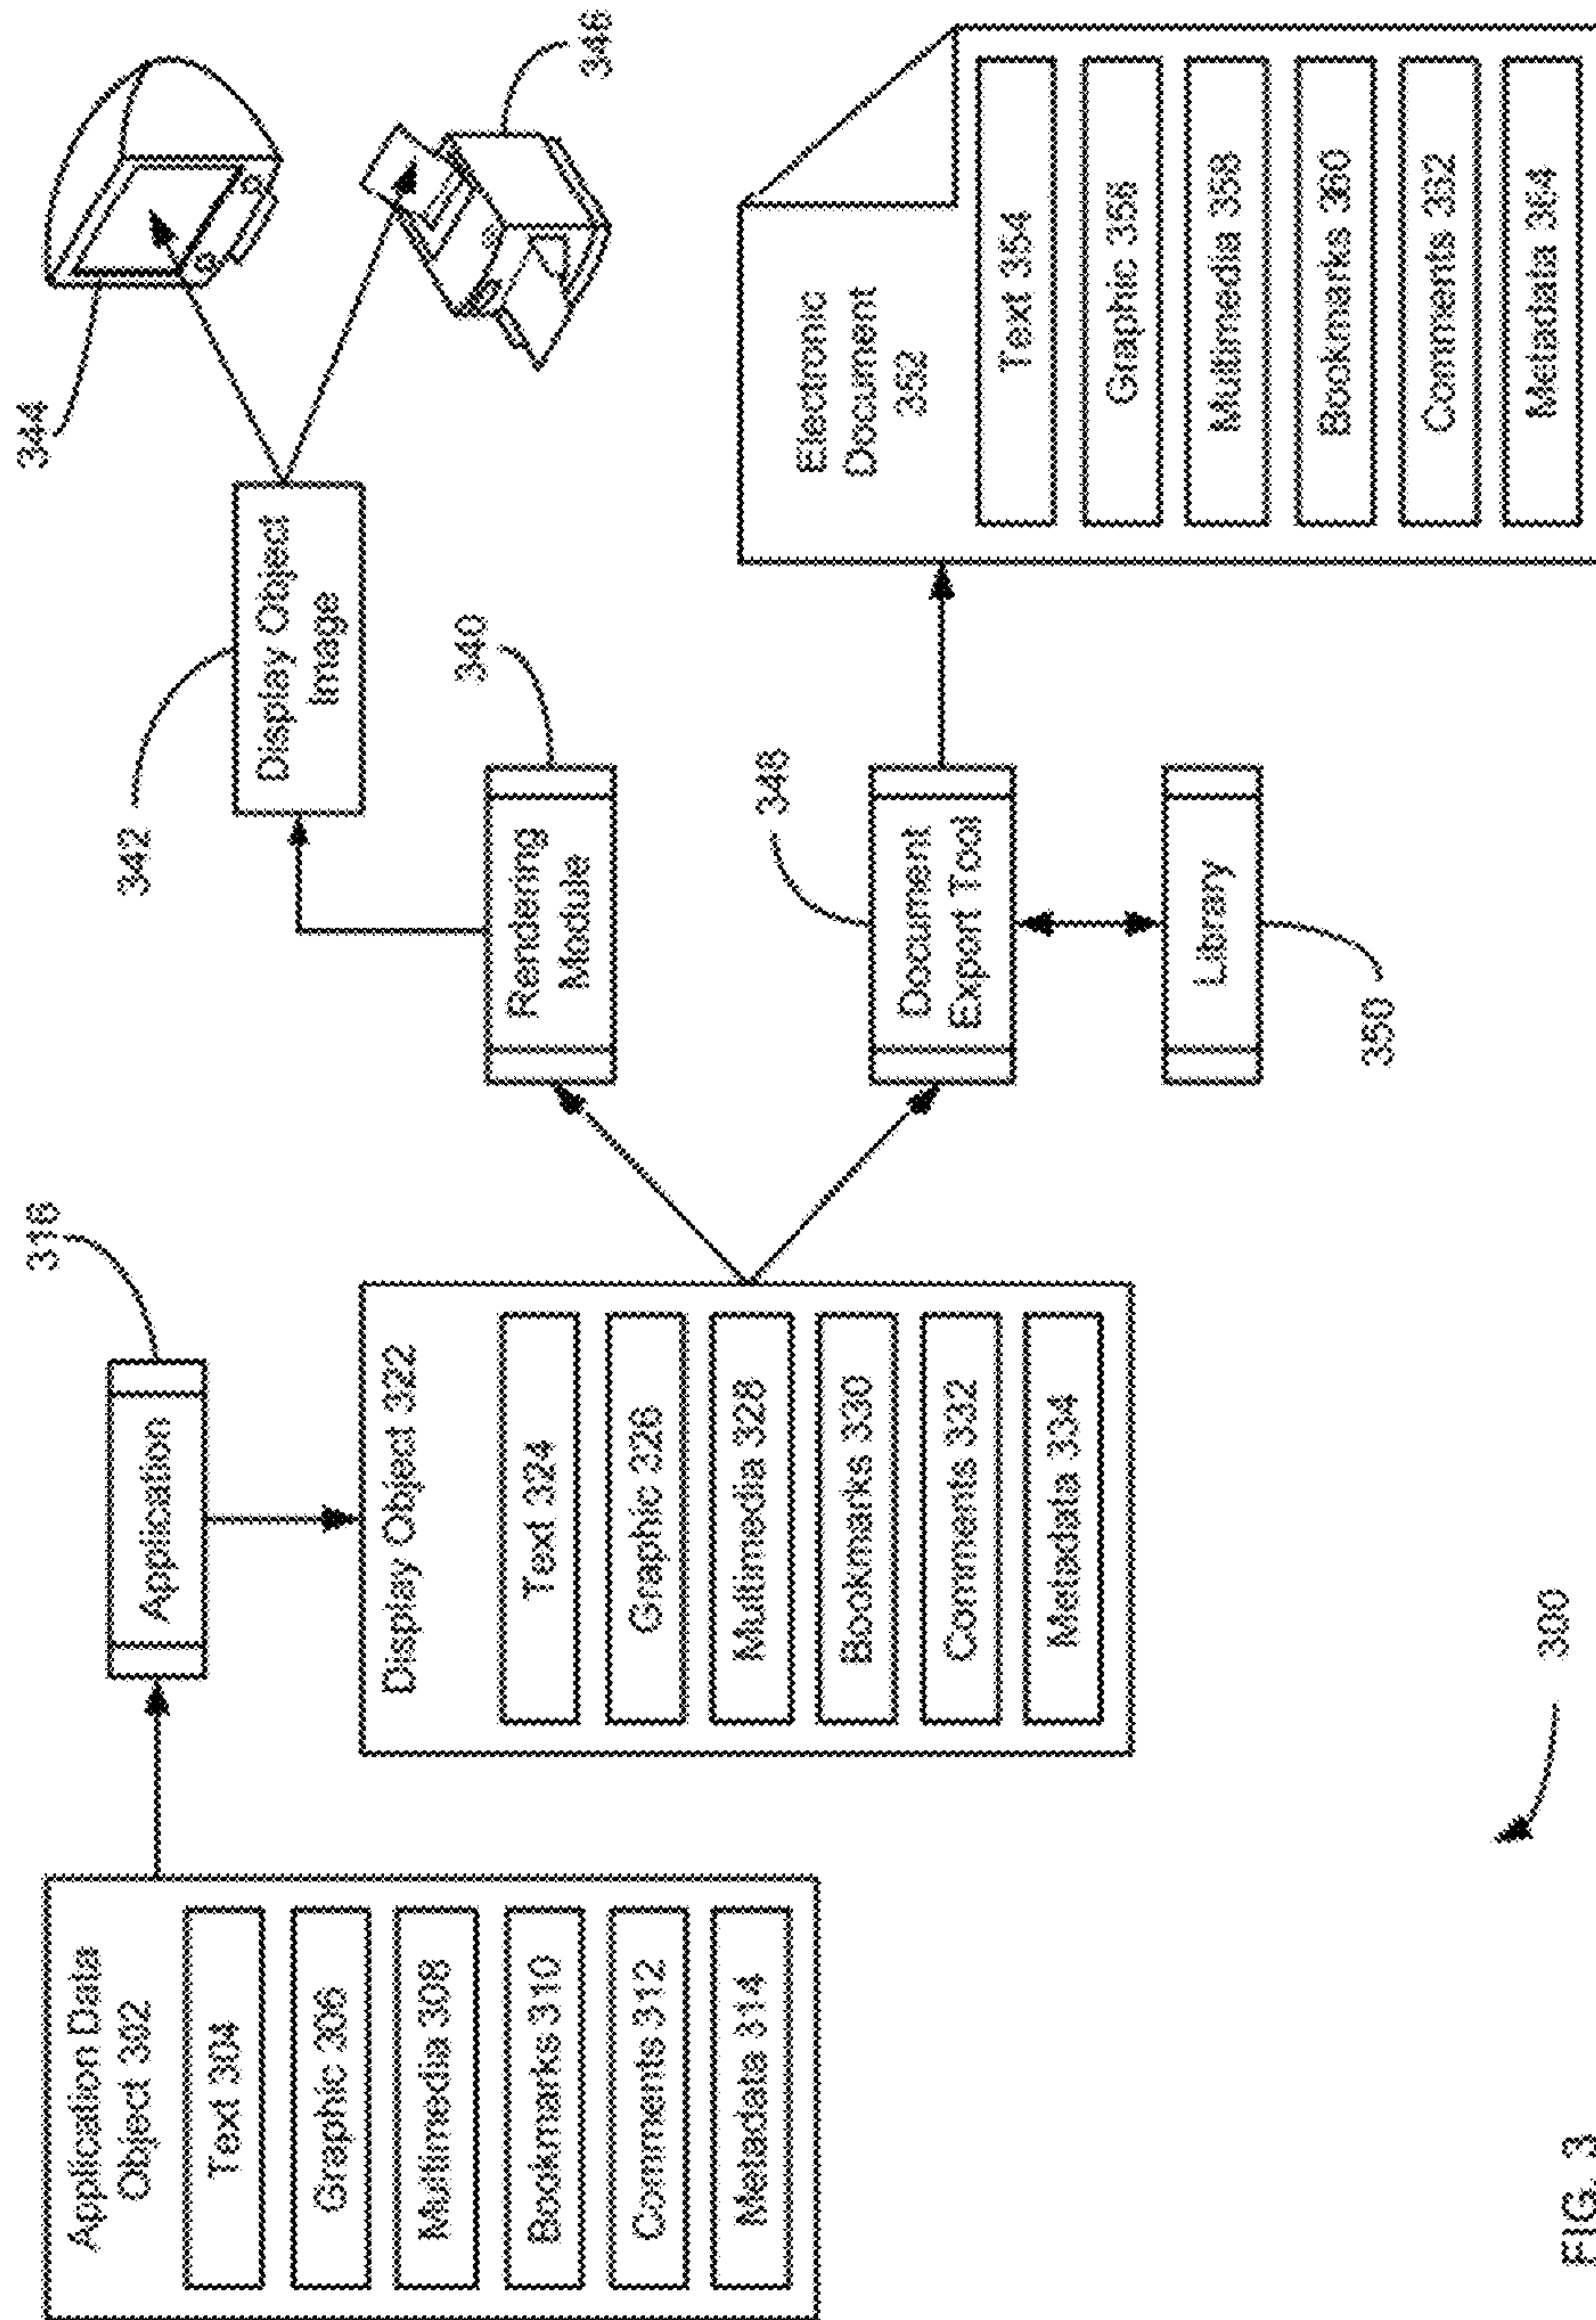 Application Data
Object 302
Text 304
Graphic 306
Multimedia 308
Bookmarks 310
Comments 312
Metadata 314
Application
316
Display Object 322
Text 324
Graphic 326
Multimedia 328
Bookmarks 330
Comments 332
Metadata 334
Rendering
Module
340
342
Display Object
Image
344
346
Document
Export Tool
348
Library
350
Electronic
Document
352
Text 354
Graphic 356
Multimedia 358
Bookmarks 360
Comments 362
Metadata 364
300
FIG. 3